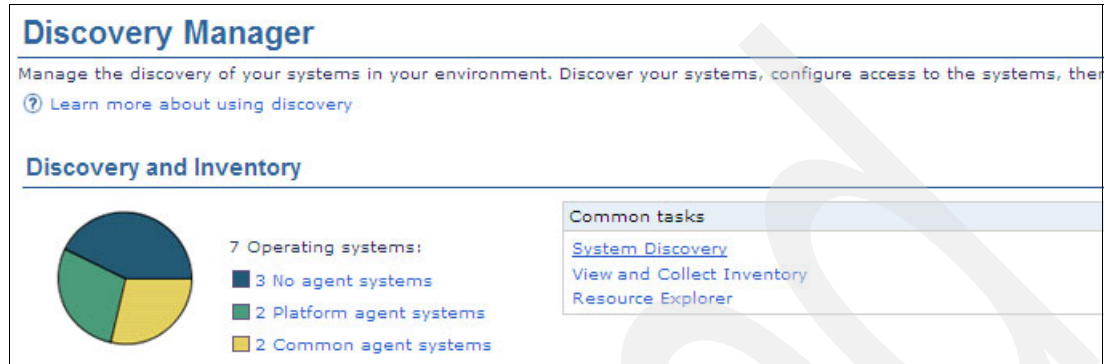 Discovery Manager
Manage the discovery of your systems in your environment. Discover your systems, configure access to the systems, then
Learn more about using discovery
Discovery and Inventory
7 Operating systems:
3 No agent systems
2 Platform agent systems
2 Common agent systems
Common tasks
System Discovery
View and Collect Inventory
Resource Explorer